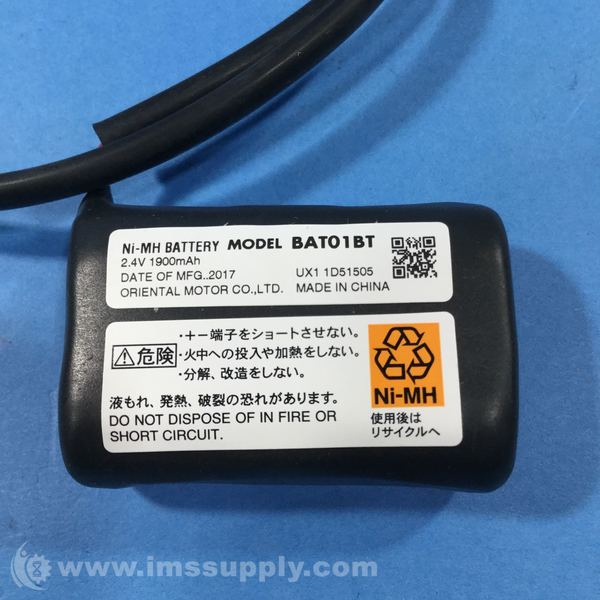 Ni-MH BATTERY MODEL BAT01BT
2.4V 1900mAh
DATE OF MFG..2017 UX1 1D51505
ORIENTAL MOTOR CO.,LTD. MADE IN CHINA
危険
・+−端子をショートさせない。
・火中への投入や加熱をしない。
・分解、改造をしない。
液もれ、発熱、破裂の恐れがあります。
DO NOT DISPOSE OF IN FIRE OR
SHORT CIRCUIT.
Ni-MH
使用後は
リサイクルへ
www.imssupply.com